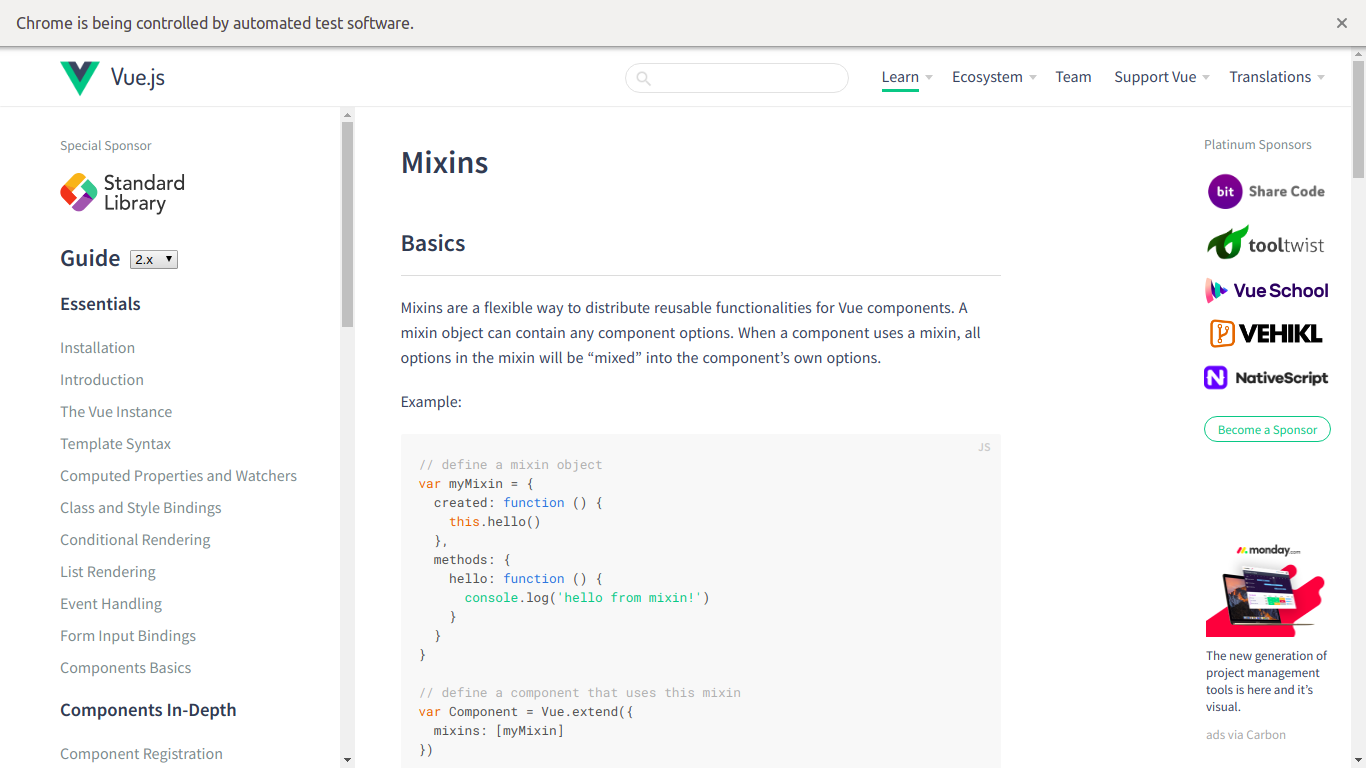 Chrome is being controlled by automated test software.
Vue.js
Learn
Ecosystem
Team
Support Vue
Translations
Special Sponsor
Standard
Library
Guide
2.x
Essentials
Installation
Introduction
The Vue Instance
Template Syntax
Computed Properties and Watchers
Class and Style Bindings
Conditional Rendering
List Rendering
Event Handling
Form Input Bindings
Components Basics
Components In-Depth
Component Registration
Mixins
Basics
Mixins are a flexible way to distribute reusable functionalities for Vue components. A
mixin object can contain any component options. When a component uses a mixin, all
options in the mixin will be “mixed” into the component’s own options.
Example:
JS
// define a mixin object
var myMixin = {
  created: function () {
    this.hello()
  },
  methods: {
    hello: function () {
      console.log('hello from mixin!')
    }
  }
}

// define a component that uses this mixin
var Component = Vue.extend({
  mixins: [myMixin]
})
Platinum Sponsors
bit Share Code
tooltwist
Vue School
VEHIKL
N NativeScript
Become a Sponsor
monday.com
The new generation of
project management
tools is here and it’s
visual.
ads via Carbon